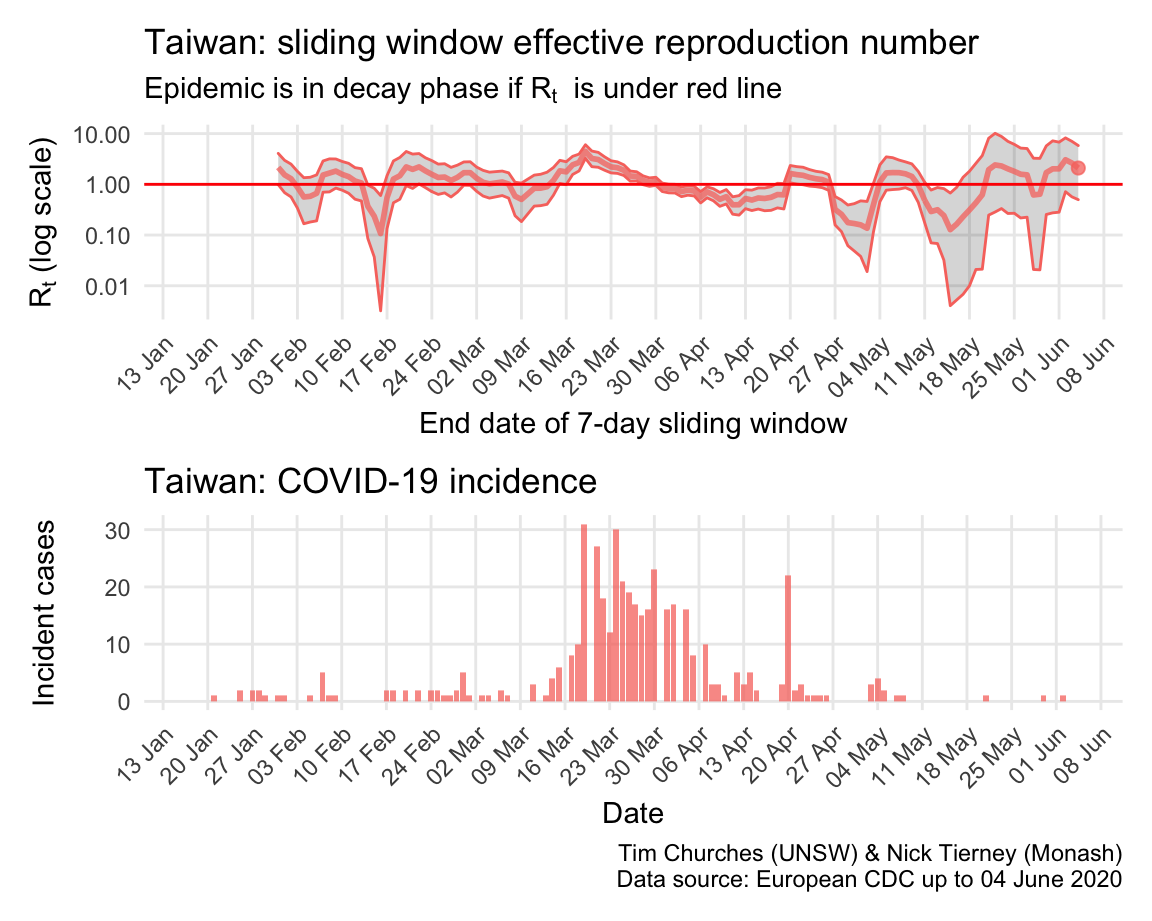 Taiwan: sliding window effective reproduction number
Epidemic is in decay phase if Rt is under red line
Rt (log scale)
10.00
1.00
0.10
0.01
13 Jan
20 Jan
27 Jan
03 Feb
10 Feb
17 Feb
24 Feb
02 Mar
09 Mar
16 Mar
23 Mar
30 Mar
06 Apr
13 Apr
20 Apr
27 Apr
04 May
11 May
18 May
25 May
01 Jun
08 Jun
End date of 7-day sliding window
Taiwan: COVID-19 incidence
Incident cases
30
20
10
0
13 Jan
20 Jan
27 Jan
03 Feb
10 Feb
17 Feb
24 Feb
02 Mar
09 Mar
16 Mar
23 Mar
30 Mar
06 Apr
13 Apr
20 Apr
27 Apr
04 May
11 May
18 May
25 May
01 Jun
08 Jun
Date
Tim Churches (UNSW) & Nick Tierney (Monash)
Data source: European CDC up to 04 June 2020